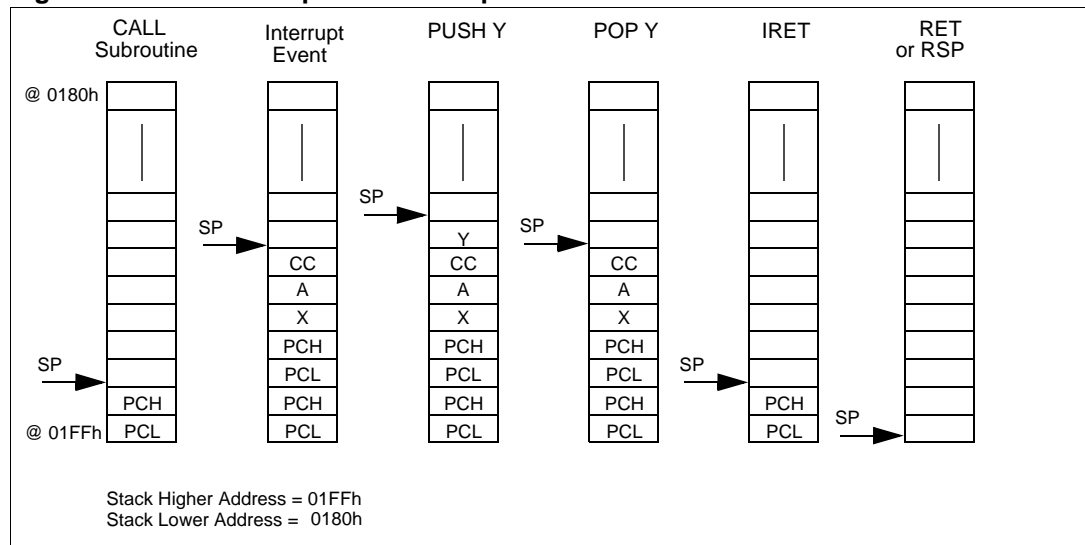 CALL
Subroutine
Interrupt
Event
PUSH Y
POP Y
IRET
RET
or RSP
@ 0180h
SP
SP
SP
Y
CC
CC
CC
A
A
A
X
X
X
PCH
PCH
PCH
SP
PCL
PCL
PCL
SP
PCH
PCH
PCH
PCH
PCH
@ 01FFh
PCL
PCL
PCL
PCL
PCL
SP
Stack Higher Address = 01FFh
Stack Lower Address = 0180h